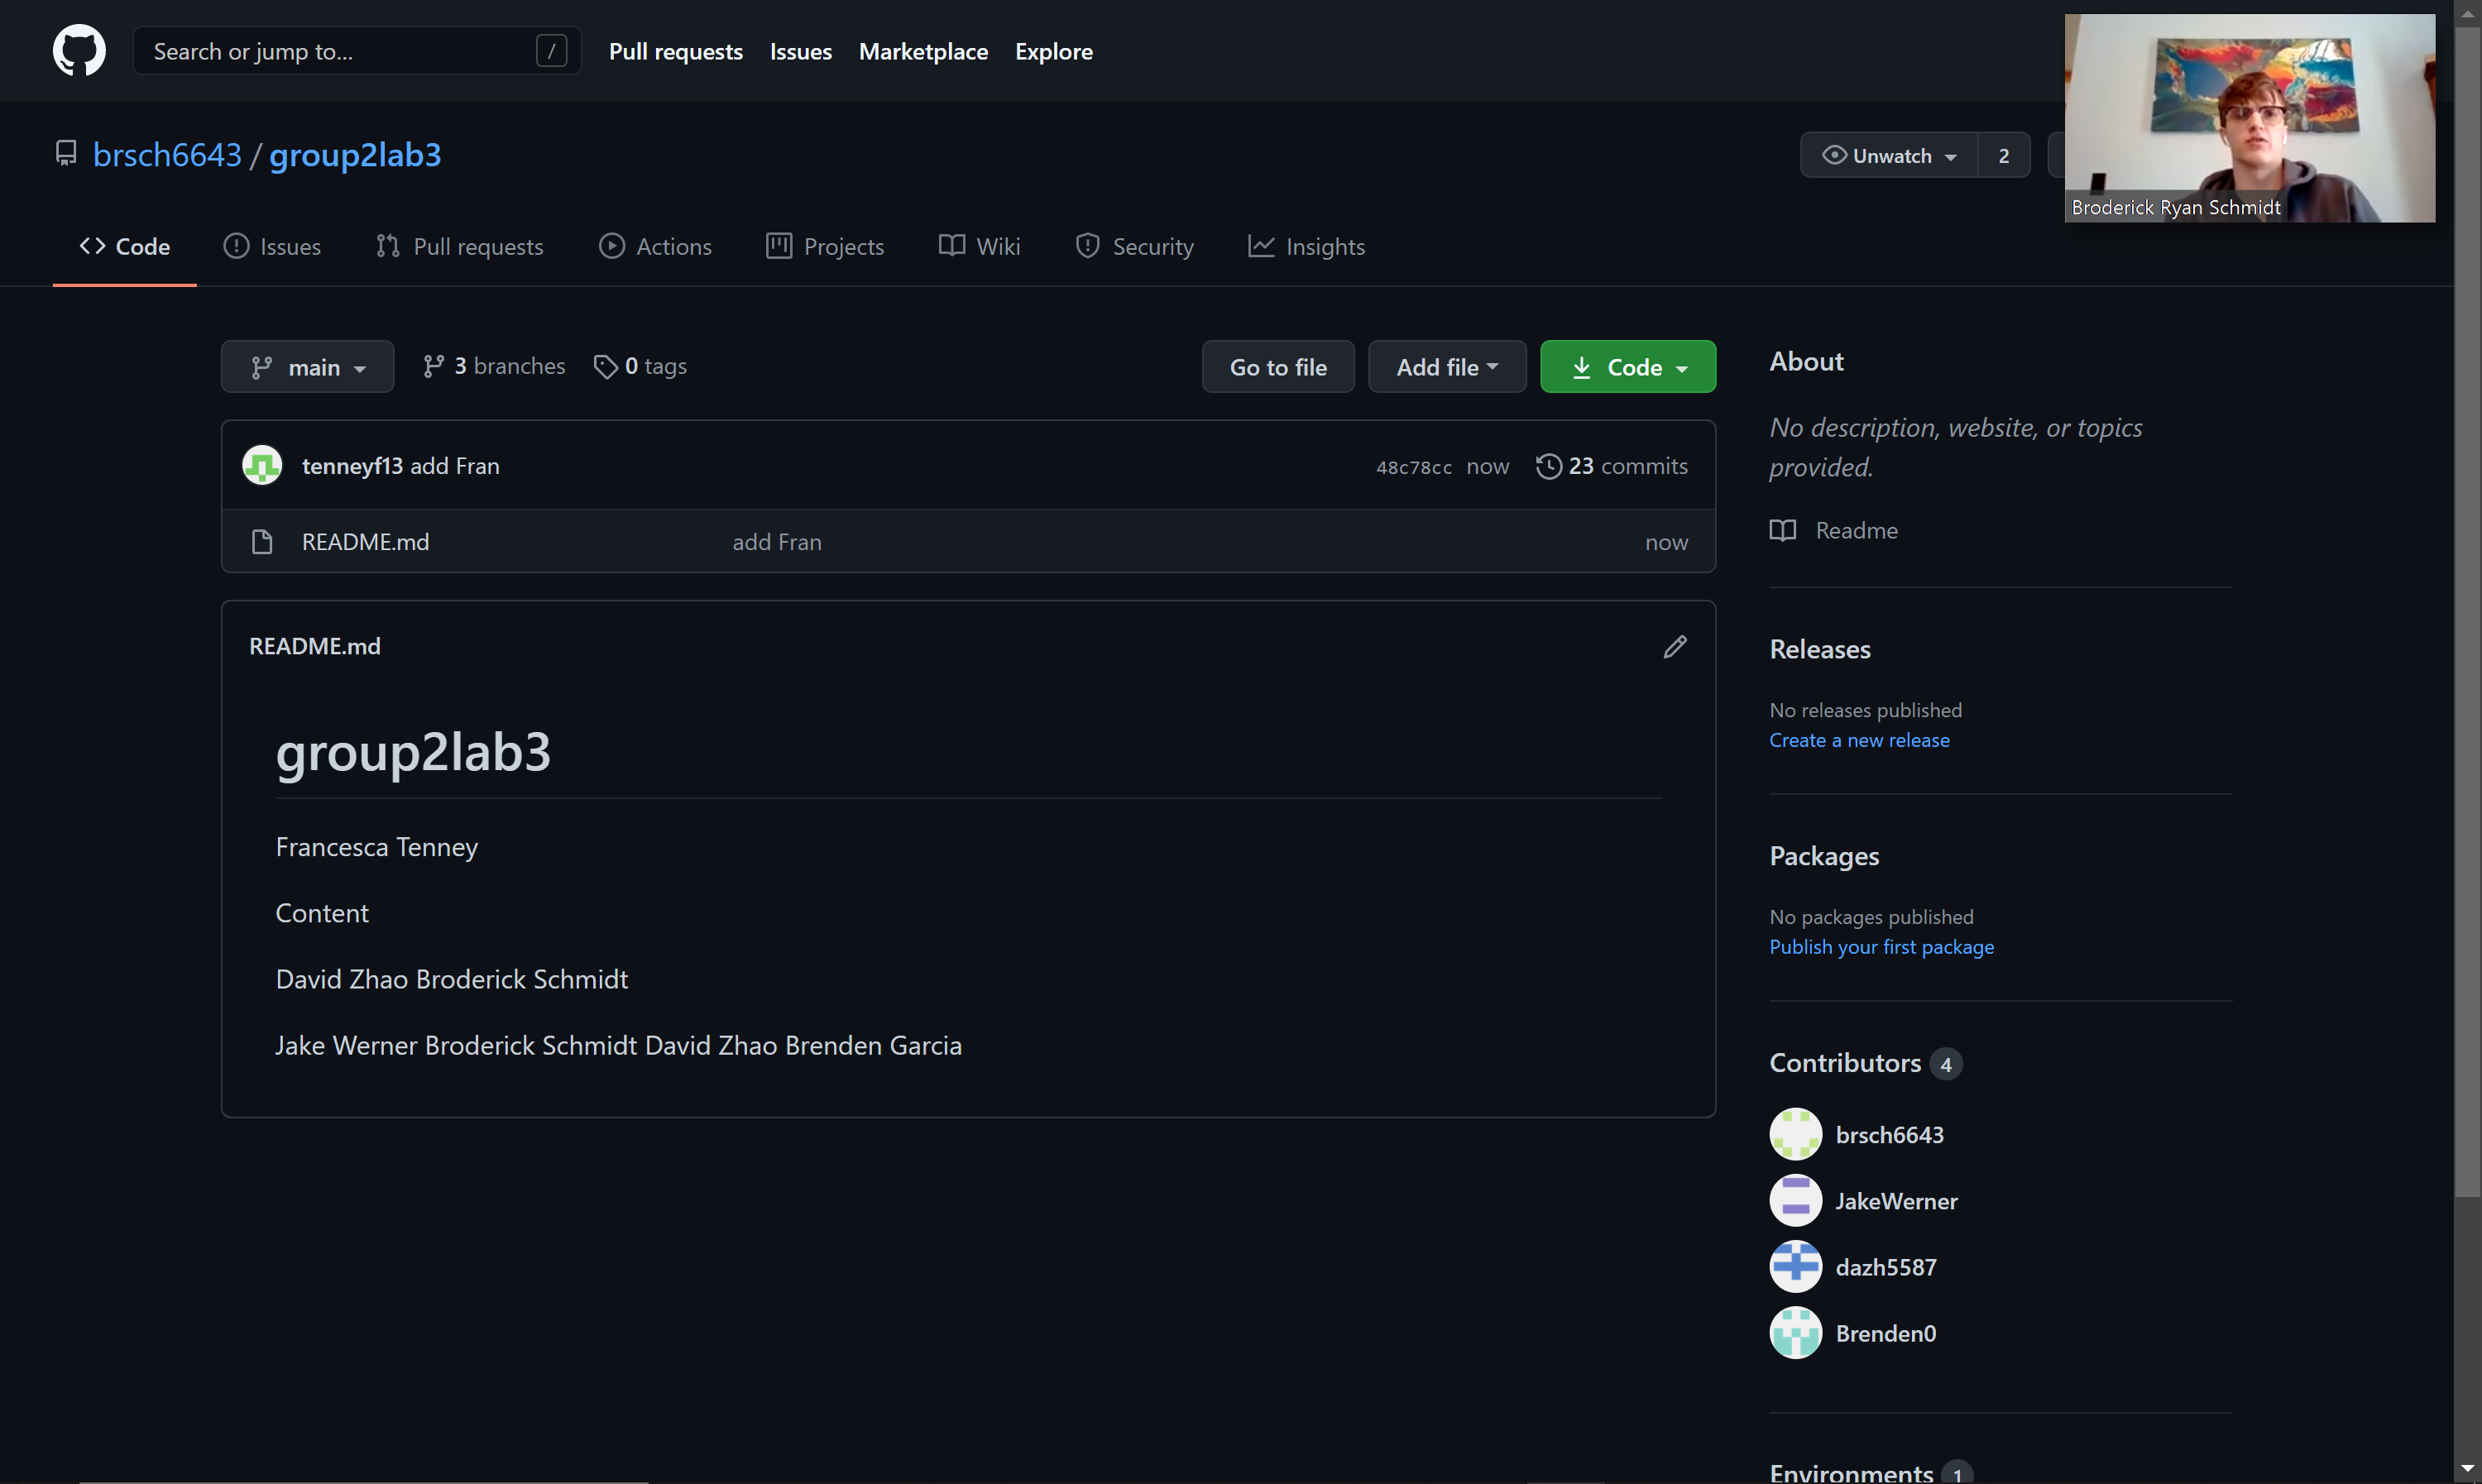 Search or jump to...
/
Pull requests
Issues
Marketplace
Explore
brsch6643 / group2lab3
Unwatch
2
Broderick Ryan Schmidt
Code
Issues
Pull requests
Actions
Projects
Wiki
Security
Insights
main
3 branches
0 tags
Go to file
Add file
Code
tenneyf13 add Fran
48c78cc now
23 commits
README.md
add Fran
now
README.md
group2lab3
Francesca Tenney
Content
David Zhao Broderick Schmidt
Jake Werner Broderick Schmidt David Zhao Brenden Garcia
About
No description, website, or topics
provided.
Readme
Releases
No releases published
Create a new release
Packages
No packages published
Publish your first package
Contributors 4
brsch6643
JakeWerner
dazh5587
Brenden0
Environments 1